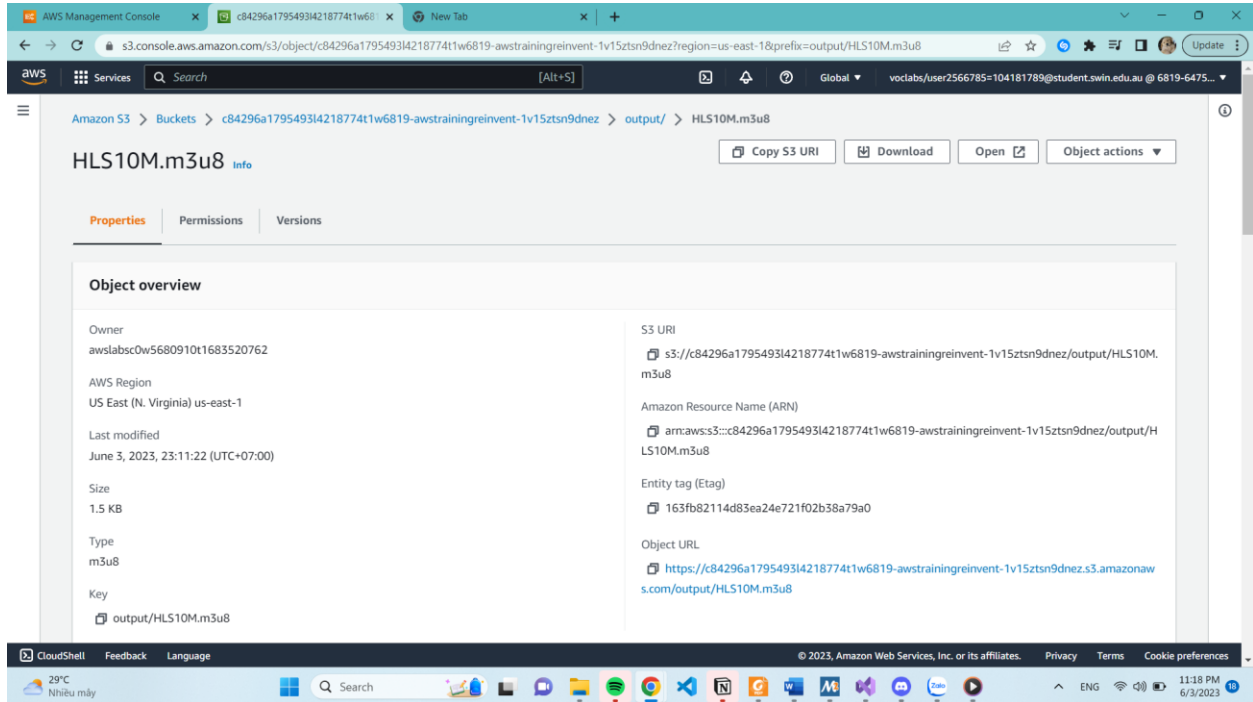 AWS Management Console
c84296a1795493l4218774t1w681
New Tab
s3.console.aws.amazon.com/s3/object/c84296a1795493l4218774t1w6819-awstrainingreinvent-1v15ztsn9dnez?region=us-east-1&prefix=output/HLS10M.m3u8
Update
aws
Services
Search
[Alt+S]
Global
voclabs/user2566785=104181789@student.swin.edu.au @ 6819-6475...
Amazon S3 > Buckets > c84296a1795493l4218774t1w6819-awstrainingreinvent-1v15ztsn9dnez > output/ > HLS10M.m3u8
HLS10M.m3u8 Info
Copy S3 URI
Download
Open
Object actions
Properties
Permissions
Versions
Object overview
Owner
awslabsc0w5680910t1683520762
AWS Region
US East (N. Virginia) us-east-1
Last modified
June 3, 2023, 23:11:22 (UTC+07:00)
Size
1.5 KB
Type
m3u8
Key
output/HLS10M.m3u8
S3 URI
s3://c84296a1795493l4218774t1w6819-awstrainingreinvent-1v15ztsn9dnez/output/HLS10M.
m3u8
Amazon Resource Name (ARN)
arn:aws:s3:::c84296a1795493l4218774t1w6819-awstrainingreinvent-1v15ztsn9dnez/output/H
LS10M.m3u8
Entity tag (Etag)
163fb82114d83ea24e721f02b38a79a0
Object URL
https://c84296a1795493l4218774t1w6819-awstrainingreinvent-1v15ztsn9dnez.s3.amazonaw
s.com/output/HLS10M.m3u8
CloudShell
Feedback
Language
© 2023, Amazon Web Services, Inc. or its affiliates.
Privacy
Terms
Cookie preferences
29°C
Nhiều mây
Search
Zalo
ENG
11:18 PM
6/3/2023
18